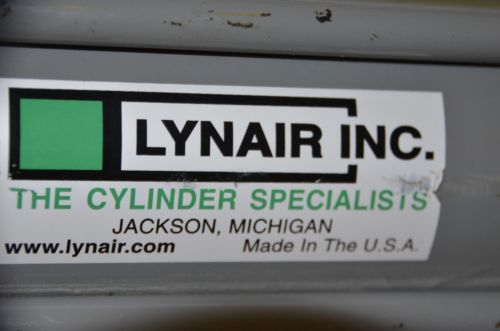 LYNAIR INC.
THE CYLINDER SPECIALISTS
JACKSON, MICHIGAN
www.lynair.com Made In The U.S.A.